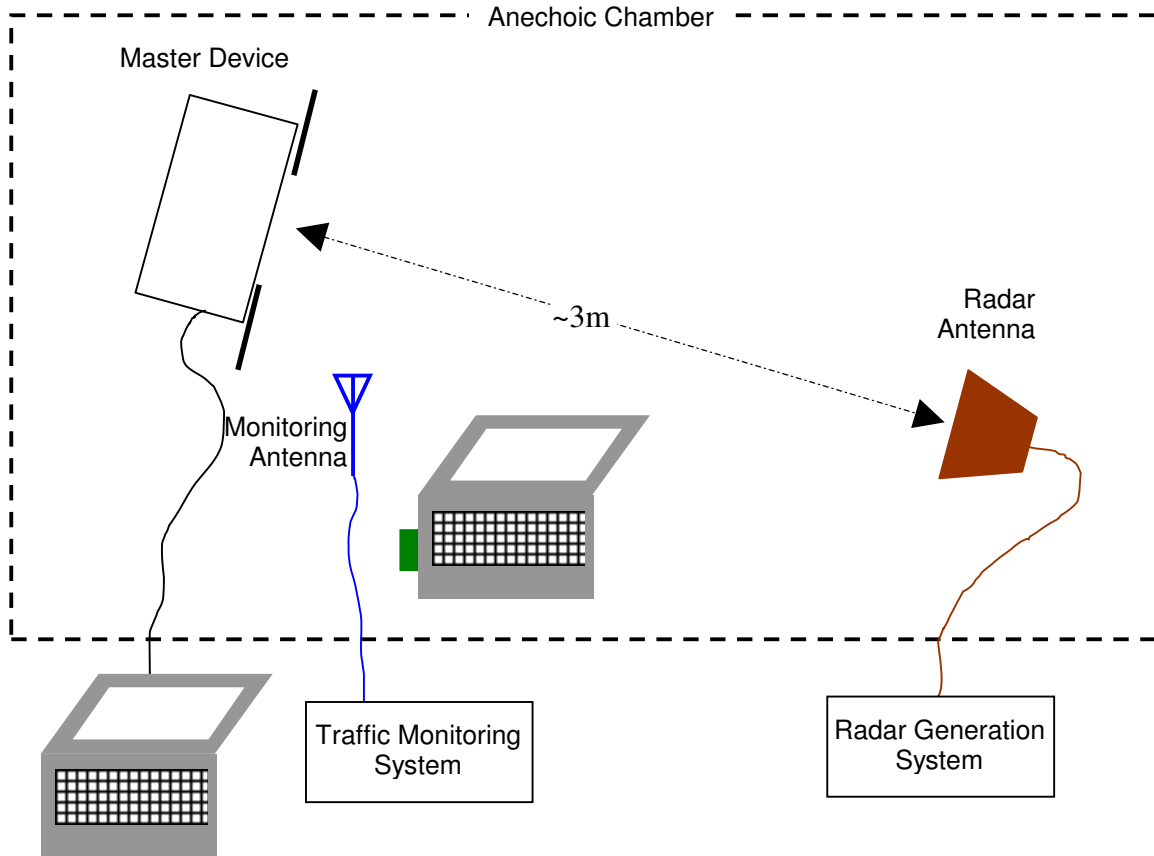 Anechoic Chamber
Master Device
~3m
Radar
Antenna
Monitoring
Antenna
Traffic Monitoring
System
Radar Generation
System